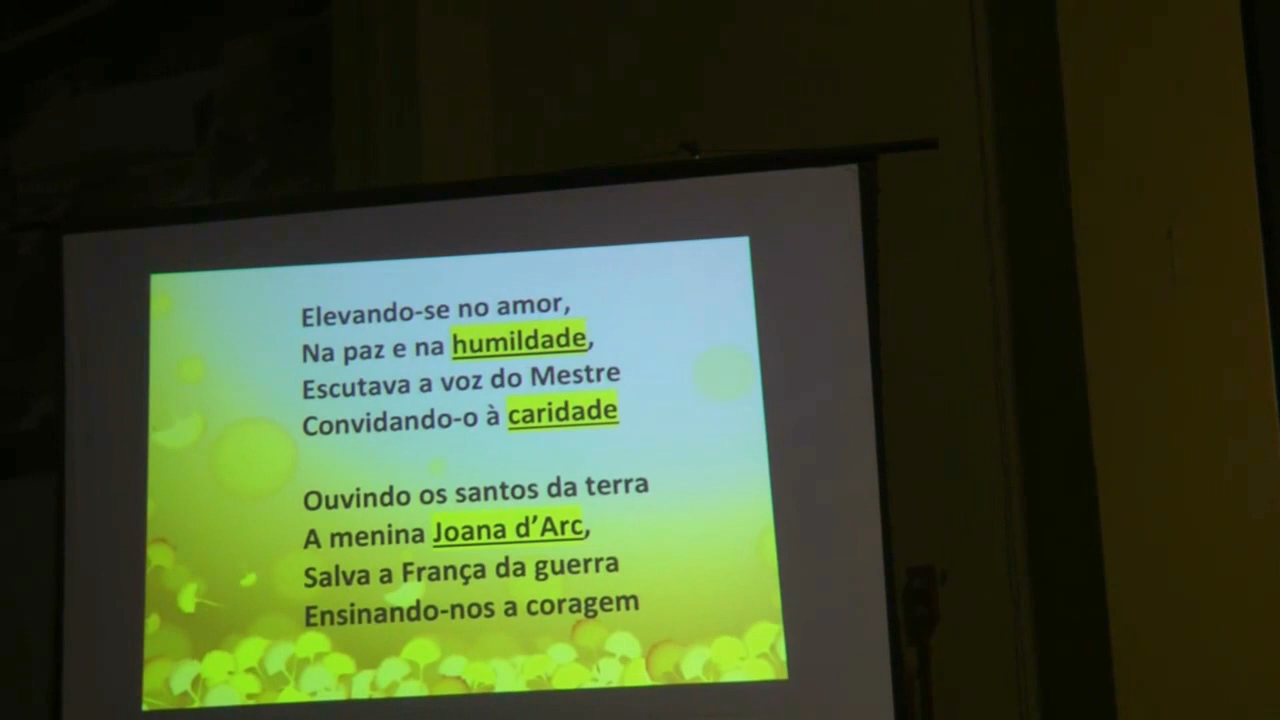 Elevando-se no amor,
Na paz e na humildade,
Escutava a voz do Mestre
Convidando-o à caridade
Ouvindo os santos da terra
A menina Joana d’Arc,
Salva a França da guerra
Ensinando-nos a coragem